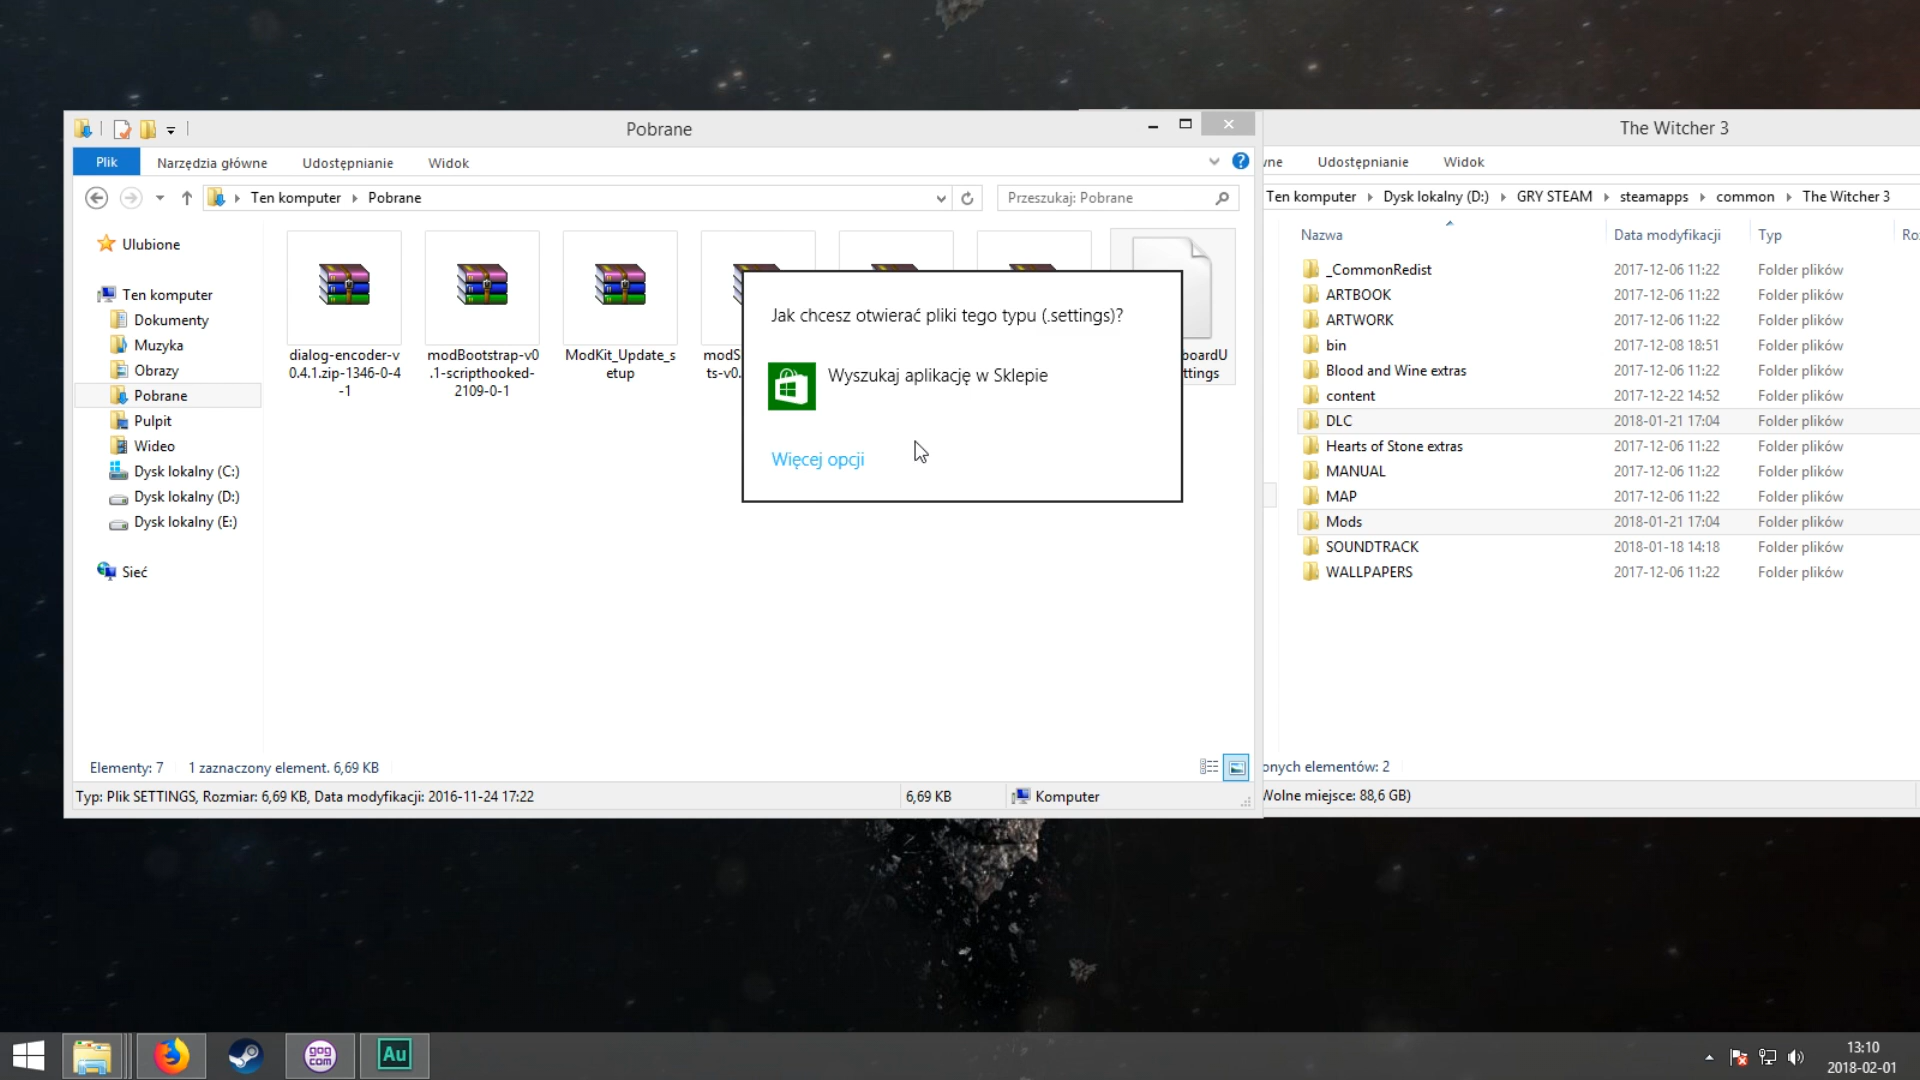 Pobrane
Plik
Narzędzia główne
Udostępnianie
Widok
Ten komputer
Pobrane
Przeszukaj: Pobrane
Ulubione
Ten komputer
Dokumenty
Muzyka
Obrazy
Pobrane
Pulpit
Wideo
Dysk lokalny (C:)
Dysk lokalny (D:)
Dysk lokalny (E:)
Sieć
dialog-encoder-v
0.4.1.zip-1346-0-4
-1
modBootstrap-v0
.1-scripthooked-
2109-0-1
ModKit_Update_s
etup
modS
ts-v0.
boardU
ttings
Jak chcesz otwierać pliki tego typu (.settings)?
Wyszukaj aplikację w Sklepie
Więcej opcji
Elementy: 7
1 zaznaczony element. 6,69 KB
Typ: Plik SETTINGS, Rozmiar: 6,69 KB, Data modyfikacji: 2016-11-24 17:22
6,69 KB
Komputer
The Witcher 3
wne
Udostępnianie
Widok
Ten komputer
Dysk lokalny (D:)
GRY STEAM
steamapps
common
The Witcher 3
Nazwa
Data modyfikacji
Typ
Ro
_CommonRedist 2017-12-06 11:22 Folder plików
ARTBOOK 2017-12-06 11:22 Folder plików
ARTWORK 2017-12-06 11:22 Folder plików
bin 2017-12-08 18:51 Folder plików
Blood and Wine extras 2017-12-06 11:22 Folder plików
content 2017-12-22 14:52 Folder plików
DLC 2018-01-21 17:04 Folder plików
Hearts of Stone extras 2017-12-06 11:22 Folder plików
MANUAL 2017-12-06 11:22 Folder plików
MAP 2017-12-06 11:22 Folder plików
Mods 2018-01-21 17:04 Folder plików
SOUNDTRACK 2018-01-18 14:18 Folder plików
WALLPAPERS 2017-12-06 11:22 Folder plików
onych elementów: 2
Wolne miejsce: 88,6 GB)
gog
com
Au
13:10
2018-02-01